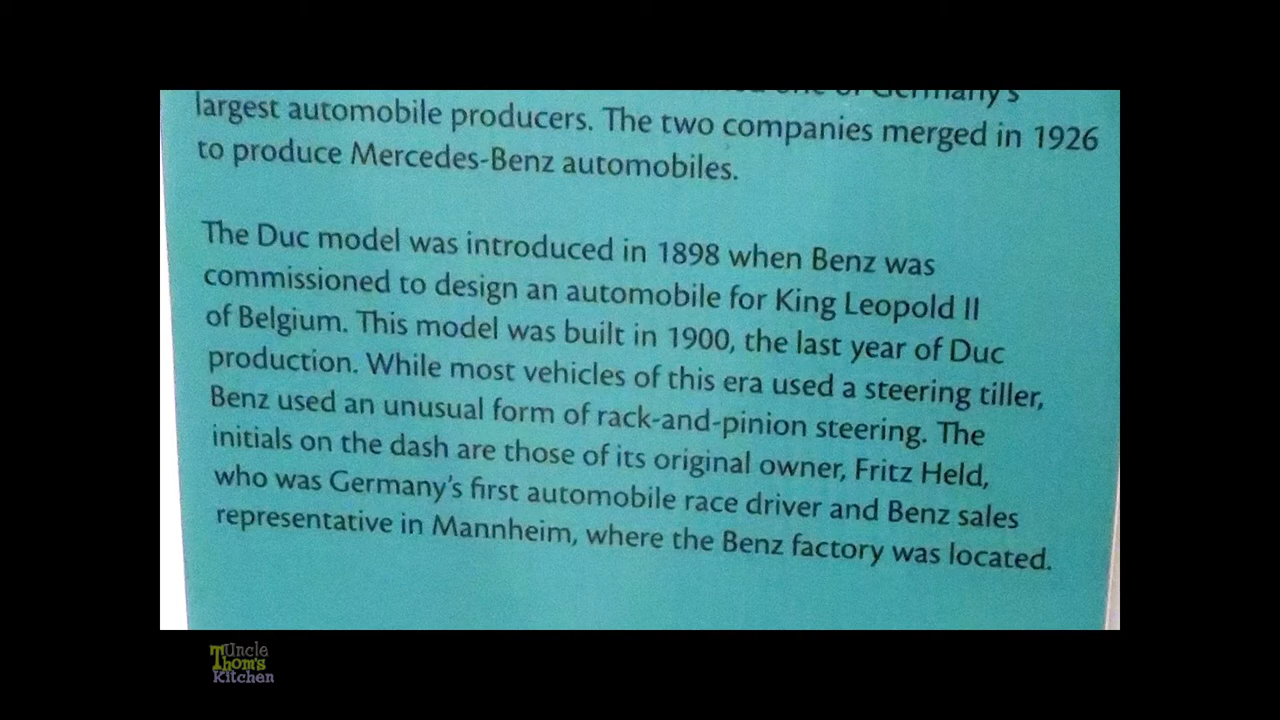 one of Germany's
largest automobile producers. The two companies merged in 1926
to produce Mercedes-Benz automobiles.
The Duc model was introduced in 1898 when Benz was
commissioned to design an automobile for King Leopold II
of Belgium. This model was built in 1900, the last year of Duc
production. While most vehicles of this era used a steering tiller,
Benz used an unusual form of rack-and-pinion steering. The
initials on the dash are those of its original owner, Fritz Held,
who was Germany's first automobile race driver and Benz sales
representative in Mannheim, where the Benz factory was located.
Uncle
Thom's
Kitchen